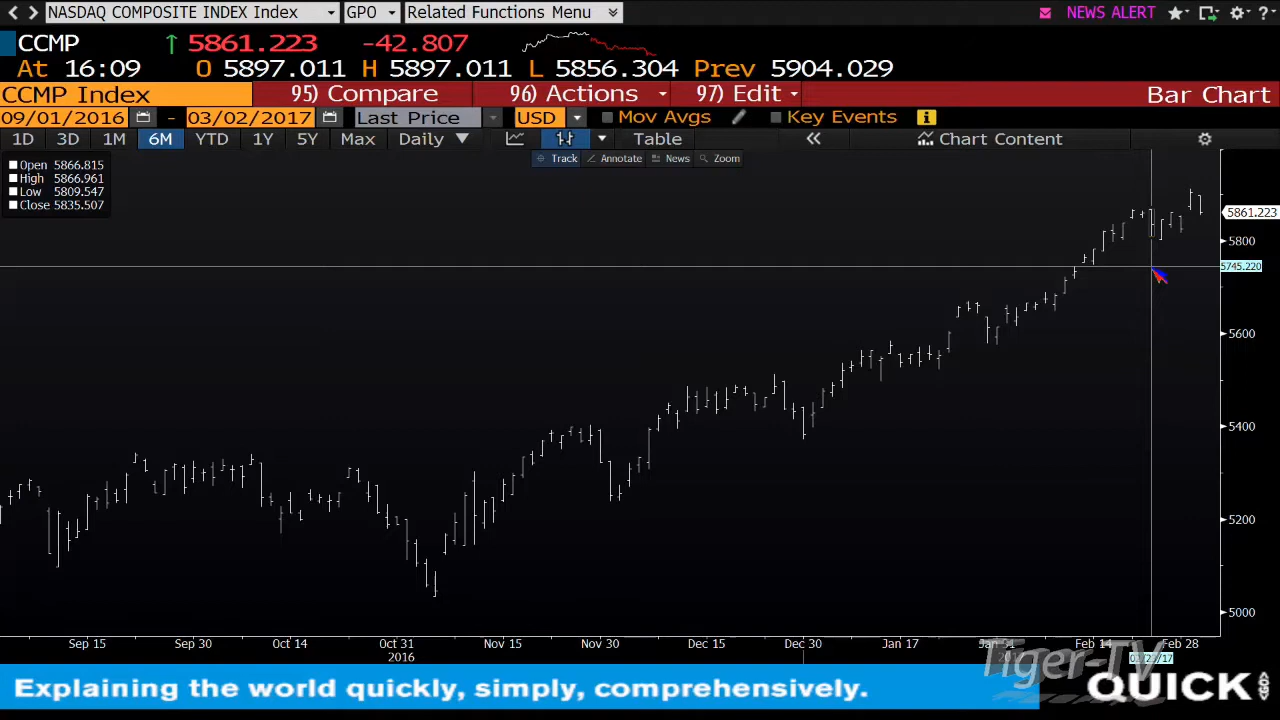 NASDAQ COMPOSITE INDEX Index GPO Related Functions Menu NEWS ALERT ?
CCMP ↑ 5861.223 -42.807
At 16:09 O 5897.011 H 5897.011 L 5856.304 Prev 5904.029
CCMP Index 95) Compare 96) Actions 97) Edit Bar Chart
09/01/2016 - 03/02/2017 Last Price USD Mov Avgs Key Events i
1D 3D 1M 6M YTD 1Y 5Y Max Daily Table Chart Content
Track Annotate News Zoom
Open 5866.815
High 5866.961
Low 5809.547
Close 5835.507
5861.223
5800
5745.220
5600
5400
5200
5000
Sep 15 Sep 30 Oct 14 Oct 31 Nov 15 Nov 30 Dec 15 Dec 30 Jan 17 Jan 31 Feb 14 Feb 28
2016
Tiger-TV
Explaining the world quickly, simply, comprehensively.
QUICK